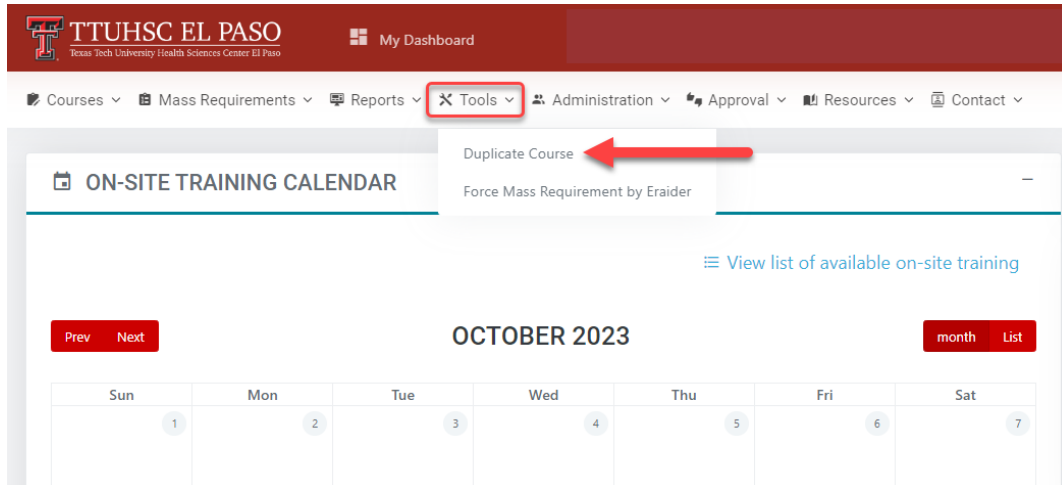 TTUHSC EL PASO
Texas Tech University Health Sciences Center El Paso
My Dashboard
Courses Mass Requirements Reports Tools Administration Approval Resources Contact
Duplicate Course
Force Mass Requirement by Eraider
ON-SITE TRAINING CALENDAR
View list of available on-site training
Prev Next
OCTOBER 2023
month List
Sun Mon Tue Wed Thu Fri Sat
1 2 3 4 5 6 7